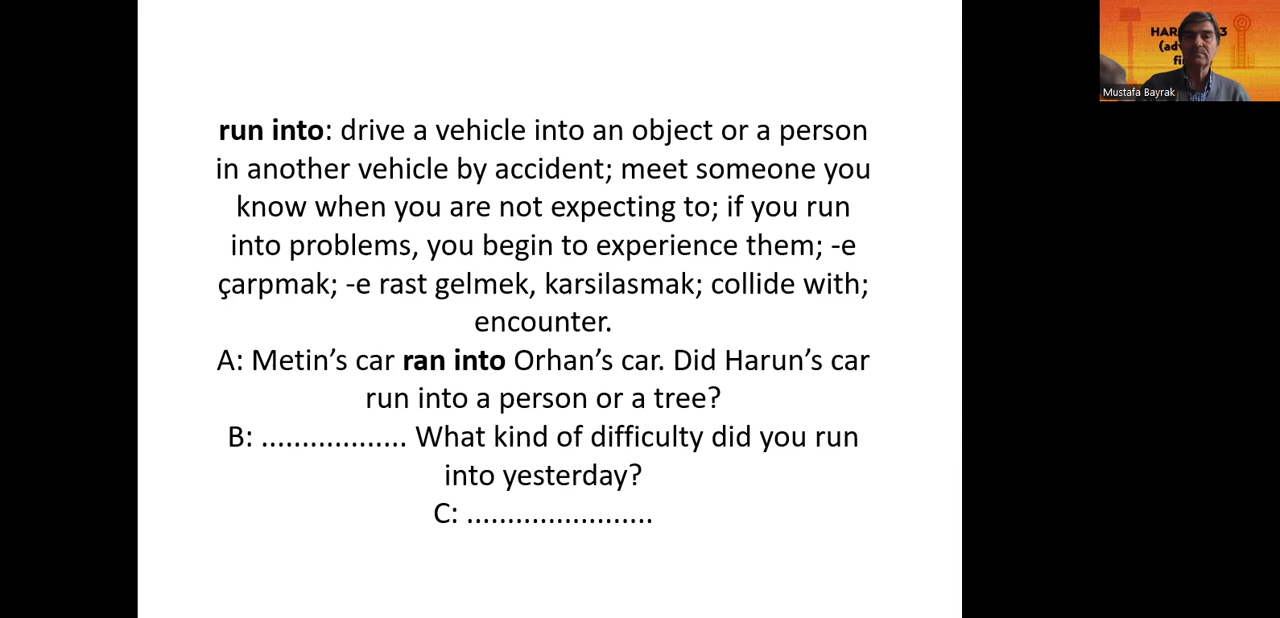 run into: drive a vehicle into an object or a person
in another vehicle by accident; meet someone you
know when you are not expecting to; if you run
into problems, you begin to experience them; -e
çarpmak; -e rast gelmek, karsilasmak; collide with;
encounter.
A: Metin’s car ran into Orhan’s car. Did Harun’s car
run into a person or a tree?
B: .................. What kind of difficulty did you run
into yesterday?
C: .......................
Mustafa Bayrak